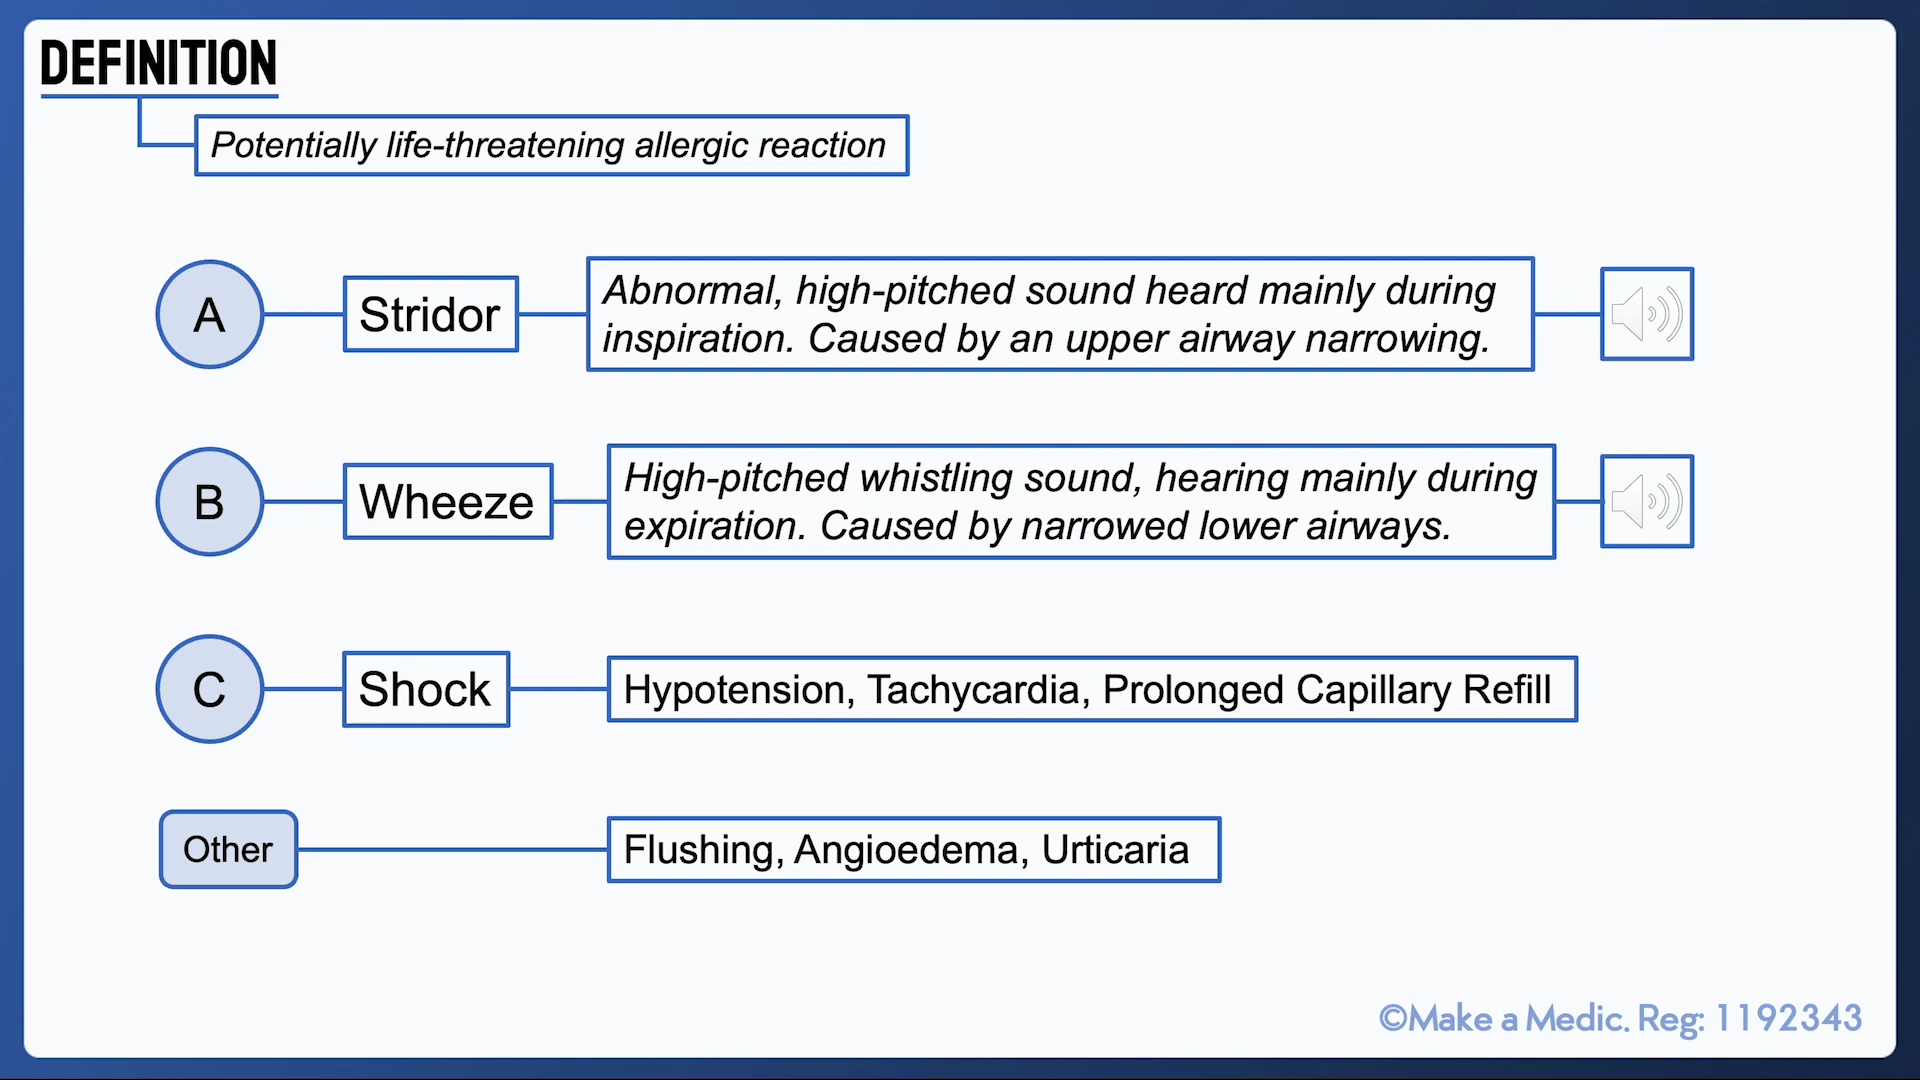 DEFINITION
Potentially life-threatening allergic reaction
A
Stridor
Abnormal, high-pitched sound heard mainly during
inspiration. Caused by an upper airway narrowing.
B
Wheeze
High-pitched whistling sound, hearing mainly during
expiration. Caused by narrowed lower airways.
C
Shock
Hypotension, Tachycardia, Prolonged Capillary Refill
Other
Flushing, Angioedema, Urticaria
©Make a Medic. Reg: 1192343